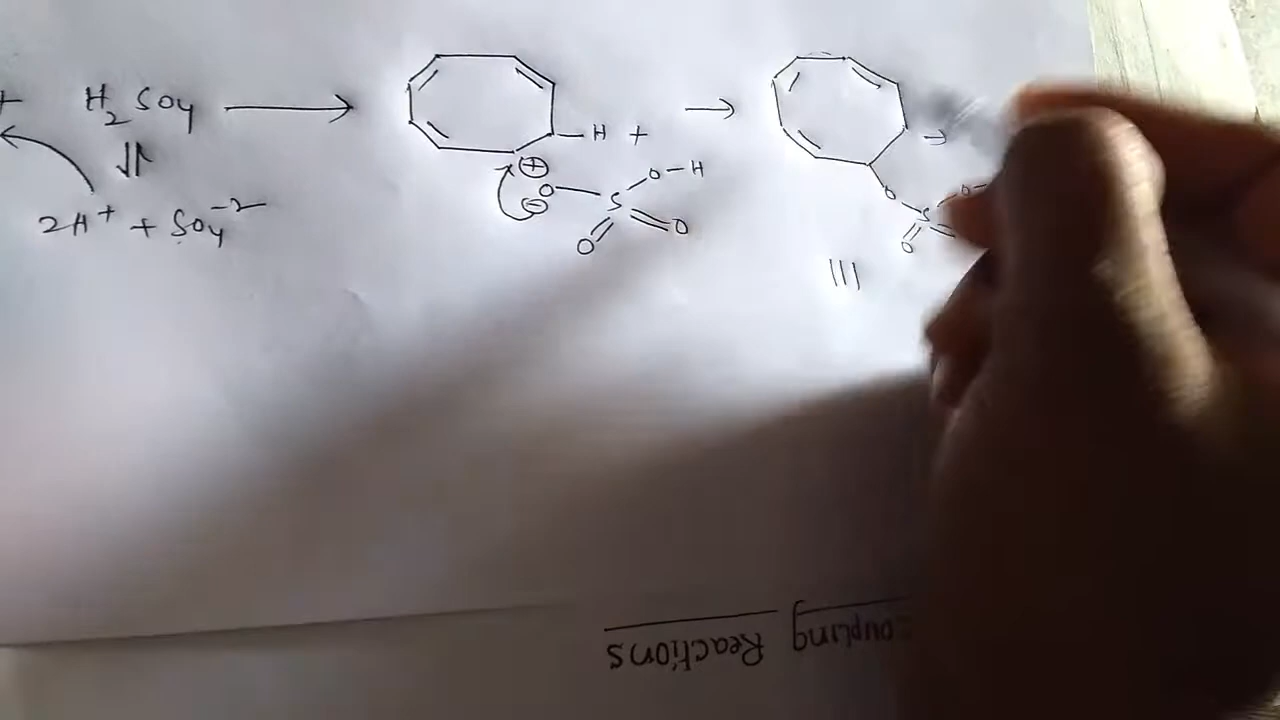 + H2SO4 → H + →
⊕
O ⊖ S O-H O O
O S O O
2H+ + SO4-2
|||
Reactions